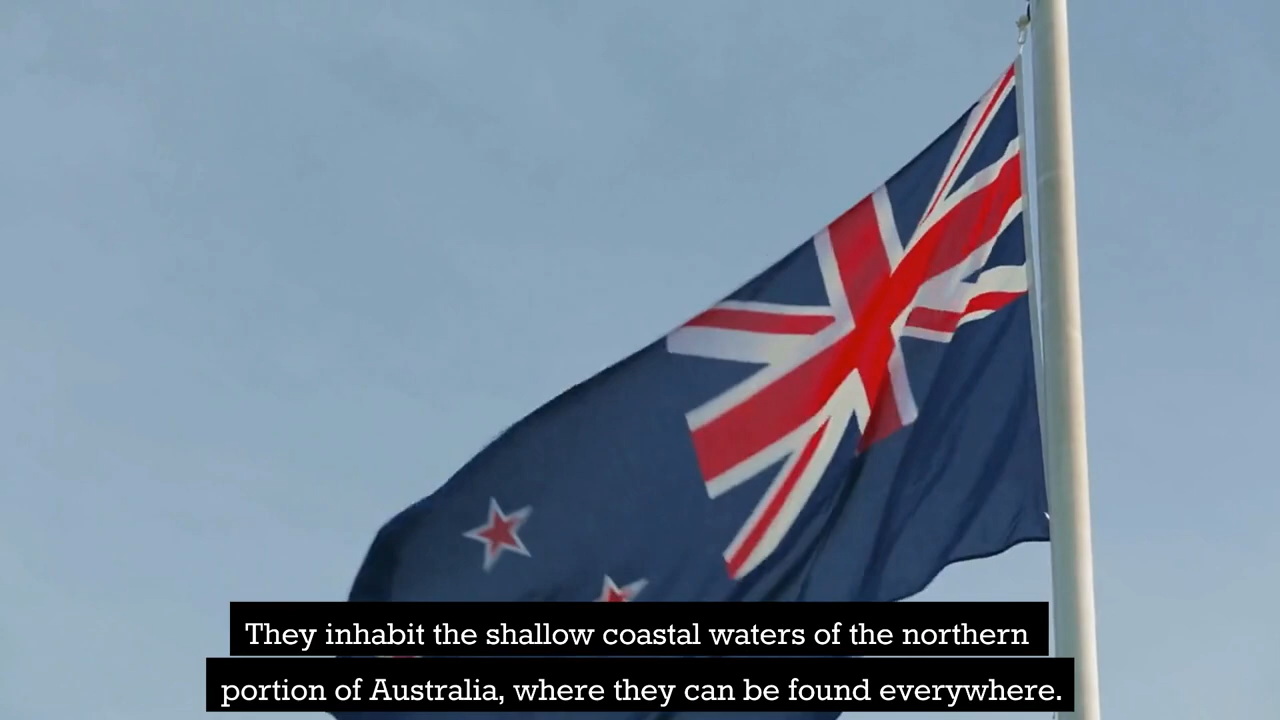 They inhabit the shallow coastal waters of the northern
portion of Australia, where they can be found everywhere.